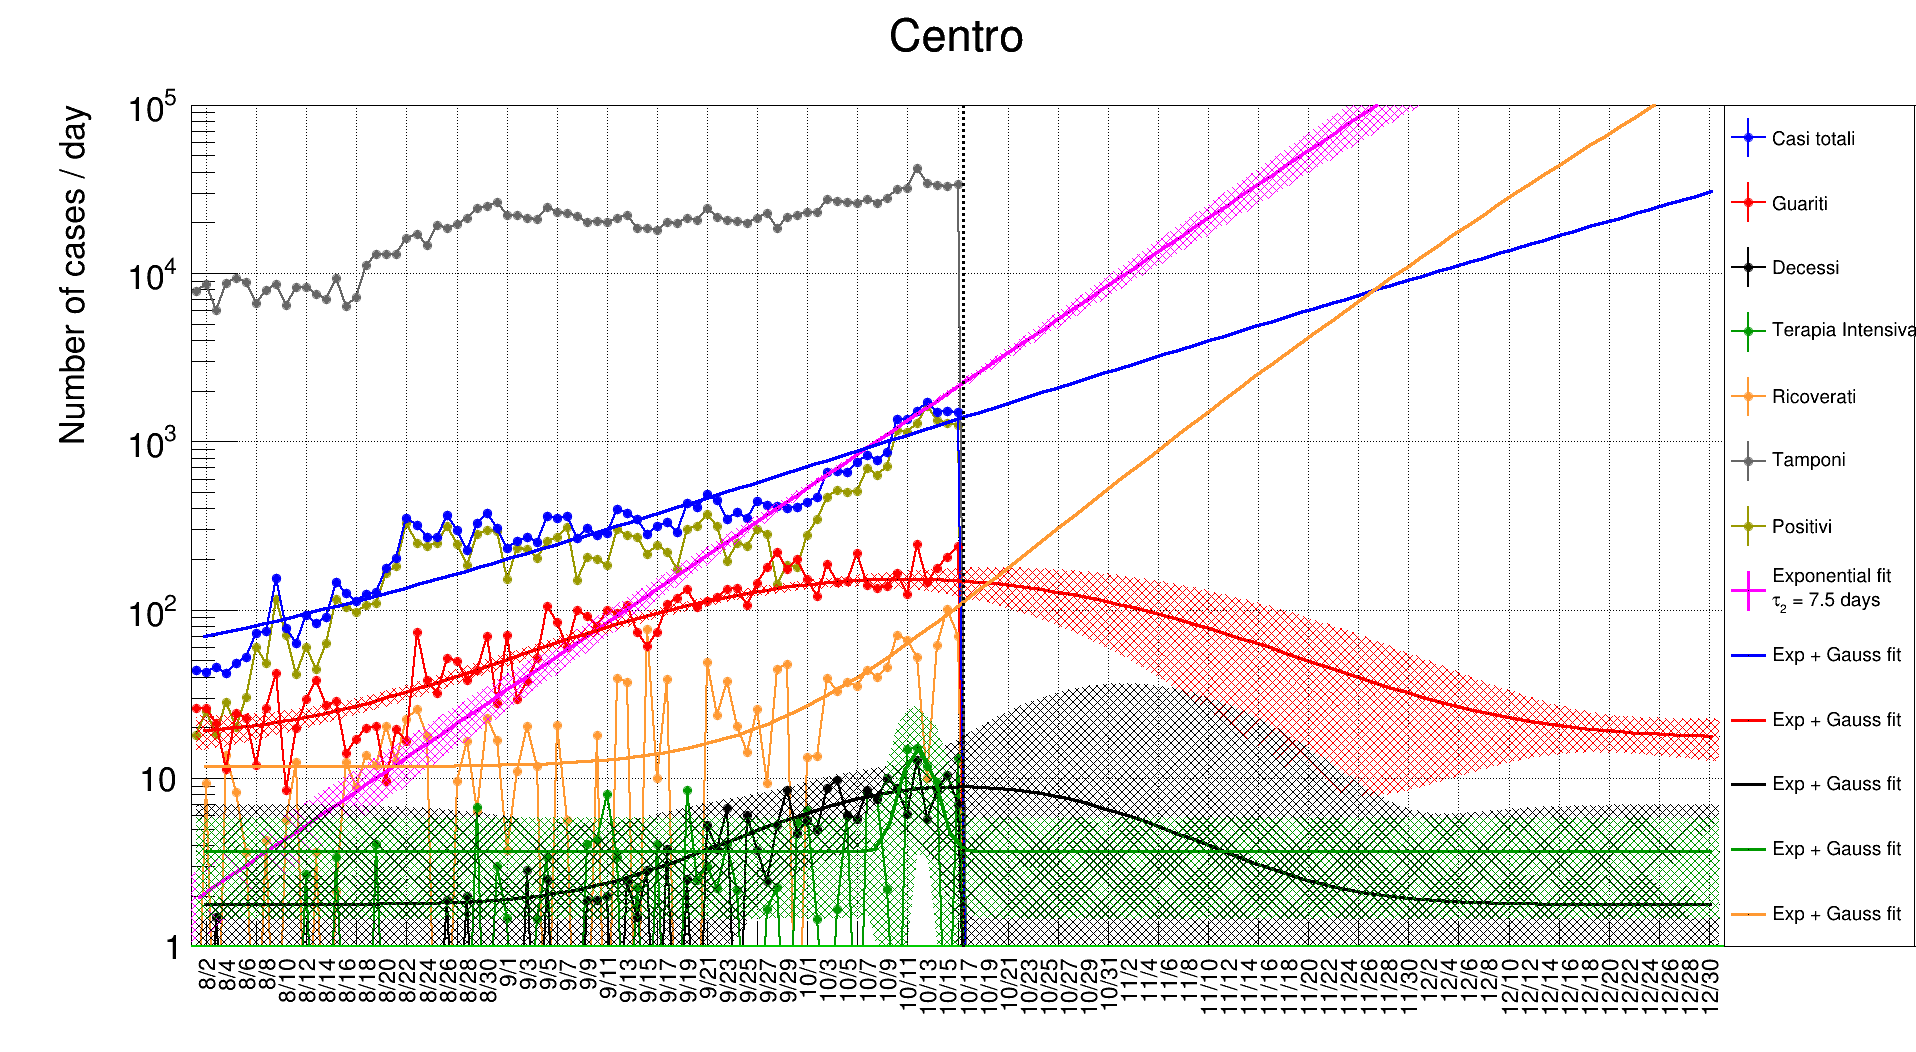 Centro
Number of cases / day
10^5
10^4
10^3
10^2
10
1
8/2 8/4 8/6 8/8 8/10 8/12 8/14 8/16 8/18 8/20 8/22 8/24 8/26 8/28 8/30 9/1 9/3 9/5 9/7 9/9 9/11 9/13 9/15 9/17 9/19 9/21 9/23 9/25 9/27 9/29 10/1 10/3 10/5 10/7 10/9 10/11 10/13 10/15 10/17 10/19 10/21 10/23 10/25 10/27 10/29 10/31 11/2 11/4 11/6 11/8 11/10 11/12 11/14 11/16 11/18 11/20 11/22 11/24 11/26 11/28 11/30 12/2 12/4 12/6 12/8 12/10 12/12 12/14 12/16 12/18 12/20 12/22 12/24 12/26 12/28 12/30
Casi totali
Guariti
Decessi
Terapia Intensiva
Ricoverati
Tamponi
Positivi
Exponential fit
τ_2 = 7.5 days
Exp + Gauss fit
Exp + Gauss fit
Exp + Gauss fit
Exp + Gauss fit
Exp + Gauss fit